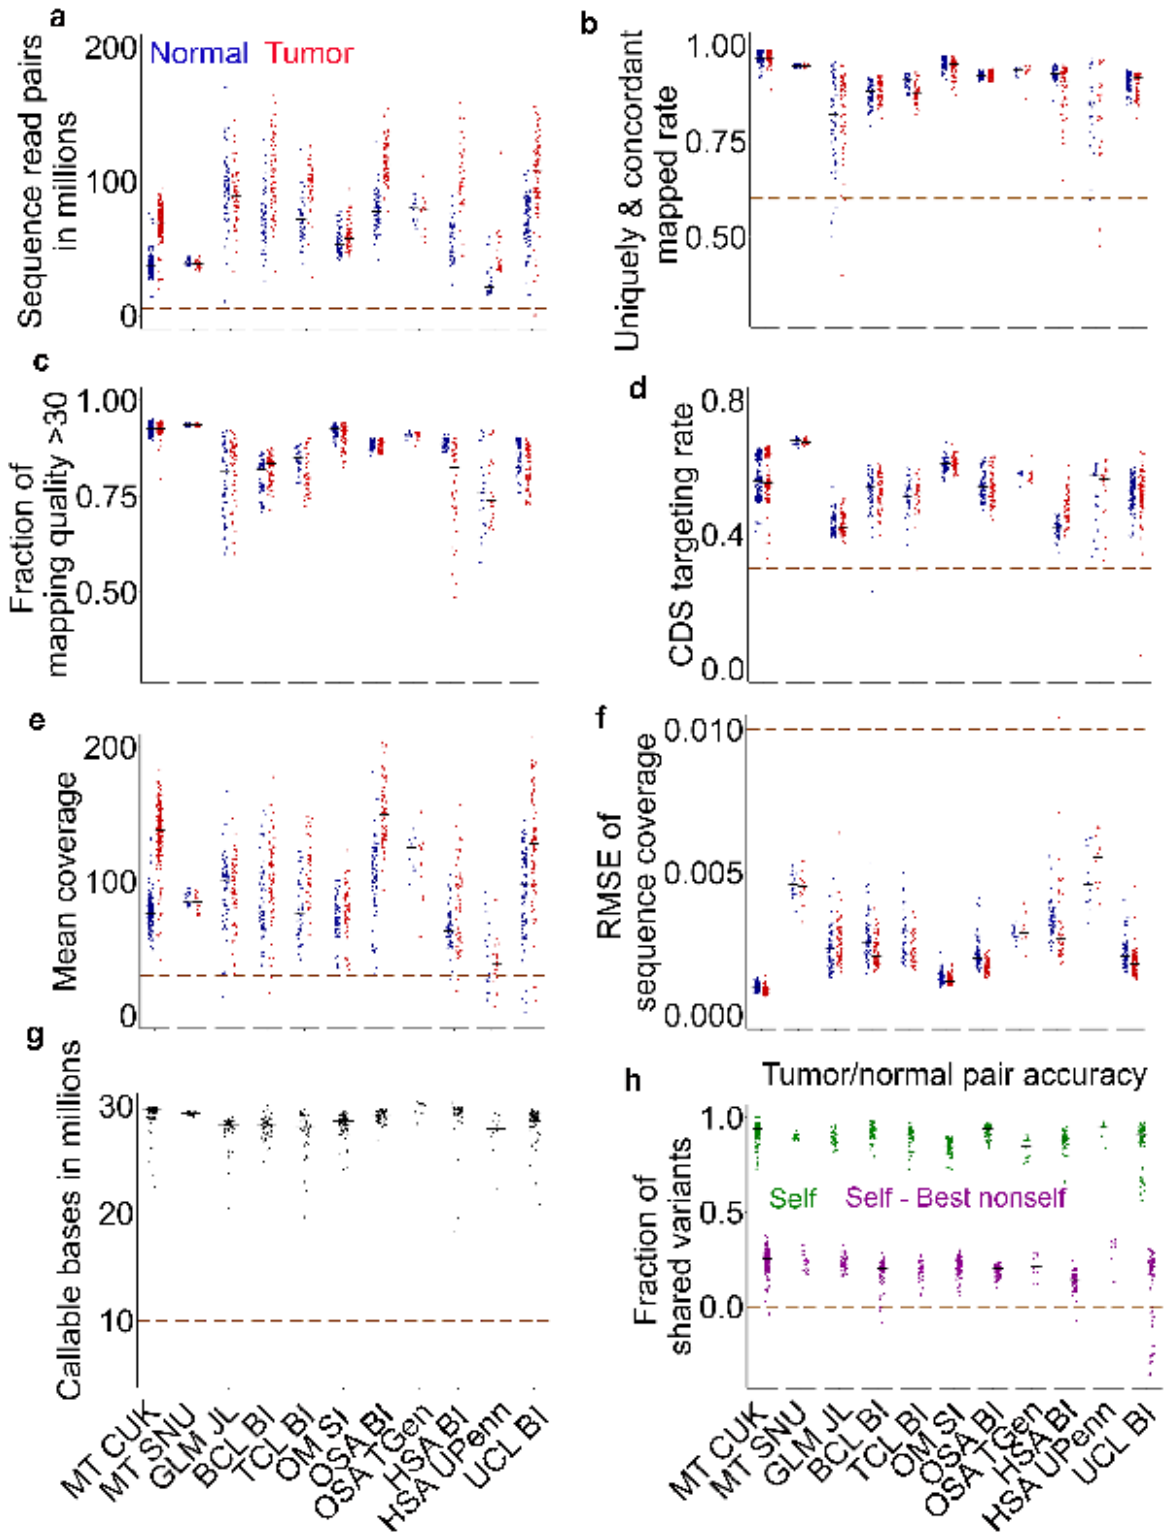 a
Sequence read pairs
in millions
200
100
0
Normal Tumor
b
Uniquely & concordant
mapped rate
1.00
0.75
0.50
c
Fraction of
mapping quality >30
1.00
0.75
0.50
d
CDS targeting rate
0.8
0.4
0.0
e
Mean coverage
200
100
0
f
RMSE of
sequence coverage
0.010
0.005
0.000
g
Callable bases in millions
30
20
10
MT CUK
MT SNU
GLM JL
BCL BI
TCL BI
OM SI
OSA BI
OSA TGen
HSA BI
HSA UPenn
UCL BI
h
Tumor/normal pair accuracy
Fraction of
shared variants
1.0
0.5
0.0
Self Self - Best nonself
MT CUK
MT SNU
GLM JL
BCL BI
TCL BI
OM SI
OSA BI
OSA TGen
HSA BI
HSA UPenn
UCL BI